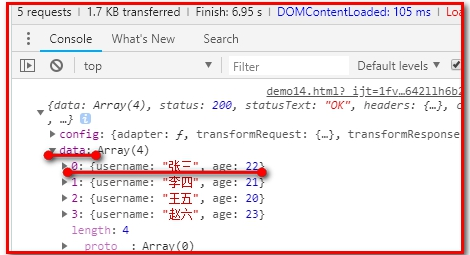 5 requests | 1.7 KB transferred | Finish: 6.95 s | DOMContentLoaded: 105 ms | Loa
Console What's New Search
top Filter Default levels ▼
demo14.html? ijt=1fv…642llh6b2
{data: Array(4), status: 200, statusText: "OK", headers: {…}, c
, …}
config: {adapter: ƒ, transformRequest: {…}, transformResponse
data: Array(4)
0: {username: "张三", age: 22}
1: {username: "李四", age: 21}
2: {username: "王五", age: 20}
3: {username: "赵六", age: 23}
length: 4
__proto__: Array(0)